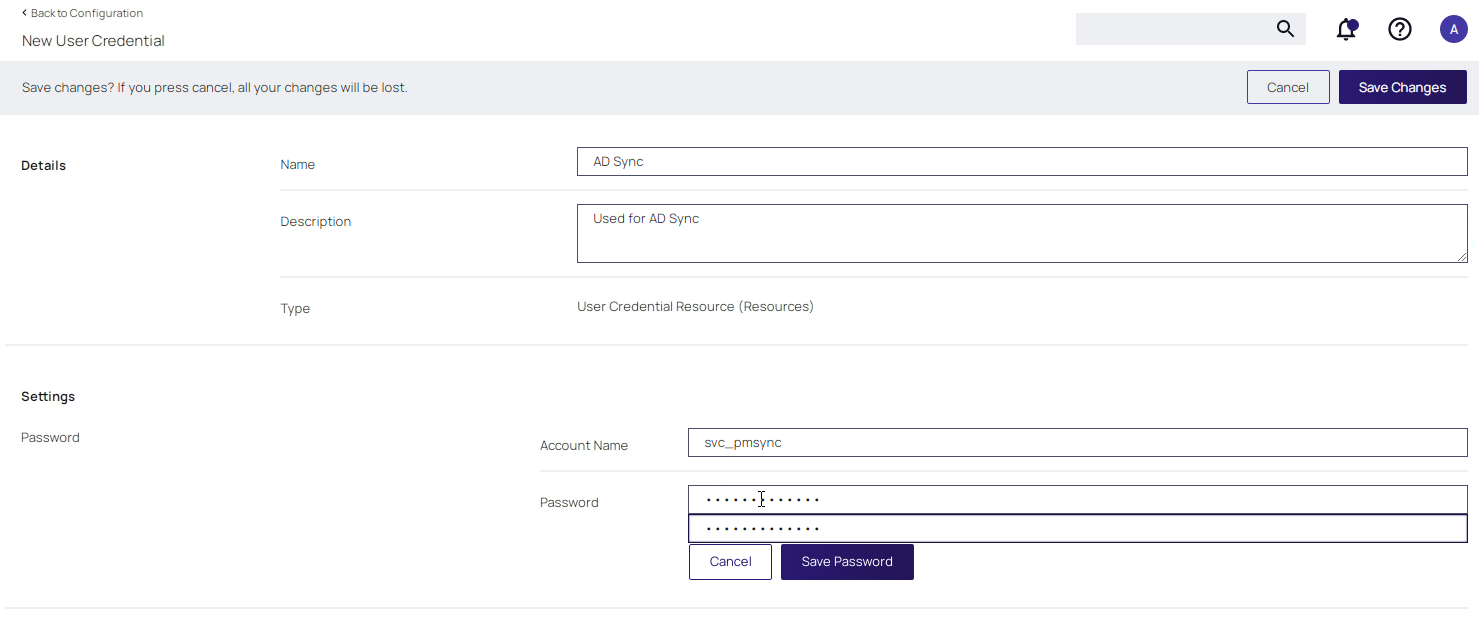 Back to Configuration
New User Credential
A
Save changes? If you press cancel, all your changes will be lost.
Cancel
Save Changes
Details
Name
AD Sync
Description
Used for AD Sync
Type
User Credential Resource (Resources)
Settings
Password
Account Name
svc_pmsync
Password
•••••••••••••
•••••••••••••
Cancel
Save Password